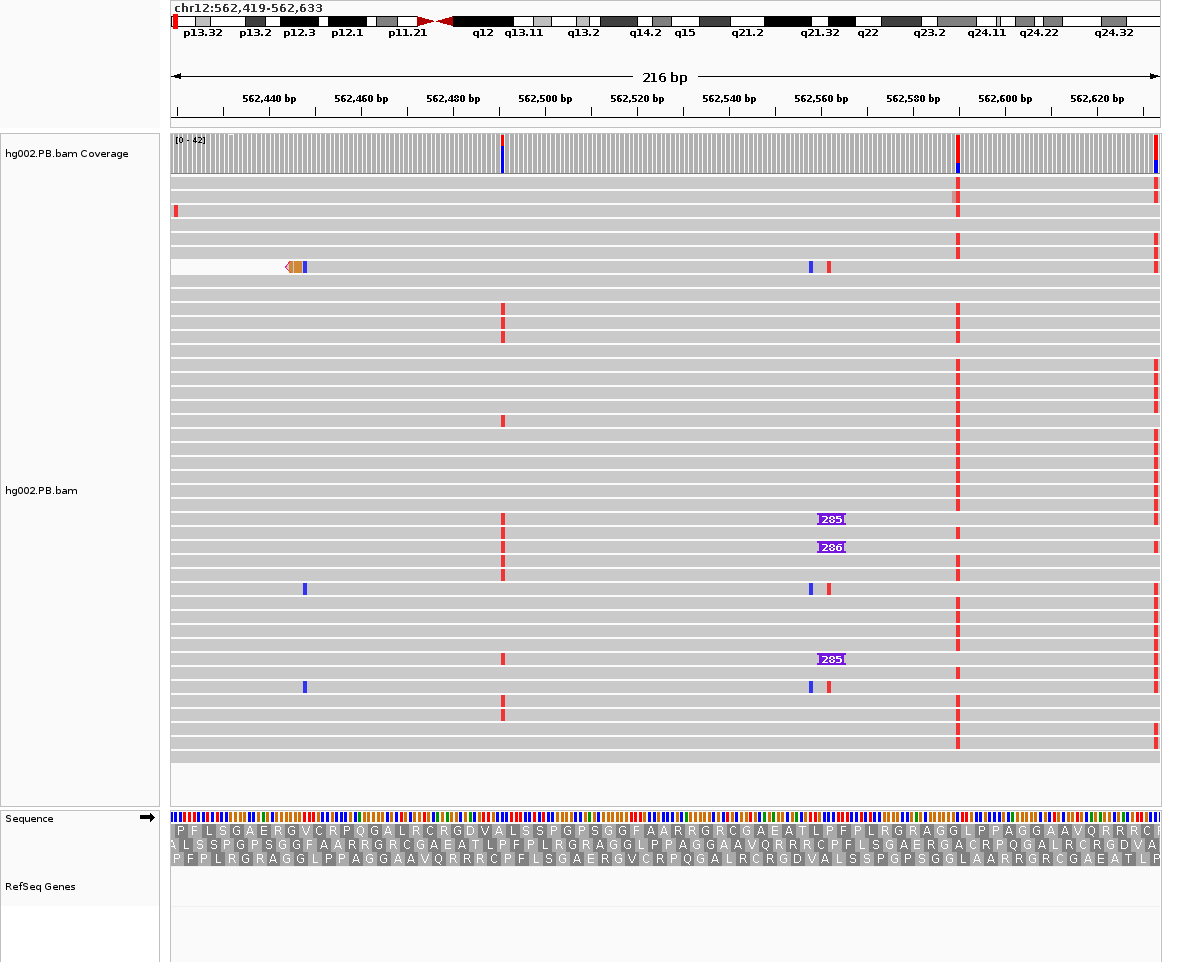 chr12:562,419-562,633
p13.32 p13.2 p12.3 p12.1 p11.21 q12 q13.11 q13.2 q14.2 q15 q21.2 q21.32 q22 q23.2 q24.11 q24.22 q24.32
216 bp
562,440 bp 562,460 bp 562,480 bp 562,500 bp 562,520 bp 562,540 bp 562,560 bp 562,580 bp 562,600 bp 562,620 bp
[0 - 42]
hg002.PB.bam Coverage
hg002.PB.bam
285
286
285
Sequence
P F L S G A E R G V C R P Q G A L R C R G D V A L S S P G P S G G F A A R R G R C G A E A T L P F P L R G R A G G L P P A G G A A V Q R R R C
A L S S P G P S G G F A A R R G R C G A E A T L P F P L R G R A G G L P P A G G A A V Q R R R C P F L S G A E R G A C R P Q G A L R C R G D V A
P F P L R G R A G G L P P A G G A A V Q R R R C P F L S G A E R G V C R P Q G A L R C R G D V A L S S P G P S G G L A A R R G R C G A E A T L P
RefSeq Genes